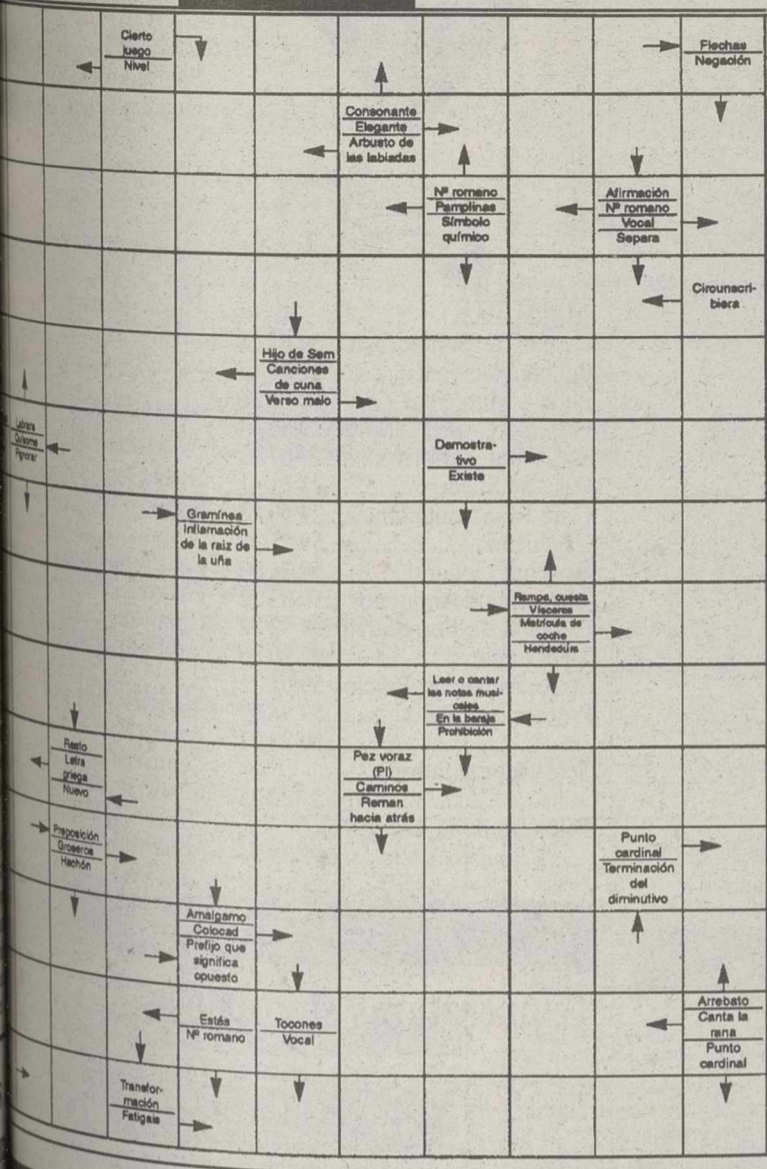 Cierto
juego
Nivel
Flechas
Negación
Consonante
Elegante
Arbusto de
las labiadas
Nº romano
Pamplinas
Símbolo
químico
Afirmación
Nº romano
Vocal
Separa
Circunscri-
biera
Hijo de Sem
Canciones
de cuna
Verso malo
Labrara
Quísome
Pignorar
Demostra-
tivo
Existe
Gramínea
Inflamación
de la raíz de
la uña
Rampa, cuesta
Vísceras
Matrícula de
coche
Hendedura
Leer o cantar
las notas musi-
cales
En la baraja
Prohibición
Resto
Letra
griega
Nuevo
Pez voraz
(Pl)
Caminos
Reman
hacia atrás
Preposición
Groseros
Hachón
Punto
cardinal
Terminación
del
diminutivo
Amalgamo
Colocad
Prefijo que
significa
opuesto
Estés
Nº romano
Tocones
Vocal
Arrebato
Canta la
rana
Punto
cardinal
Transfor-
mación
Fatigais